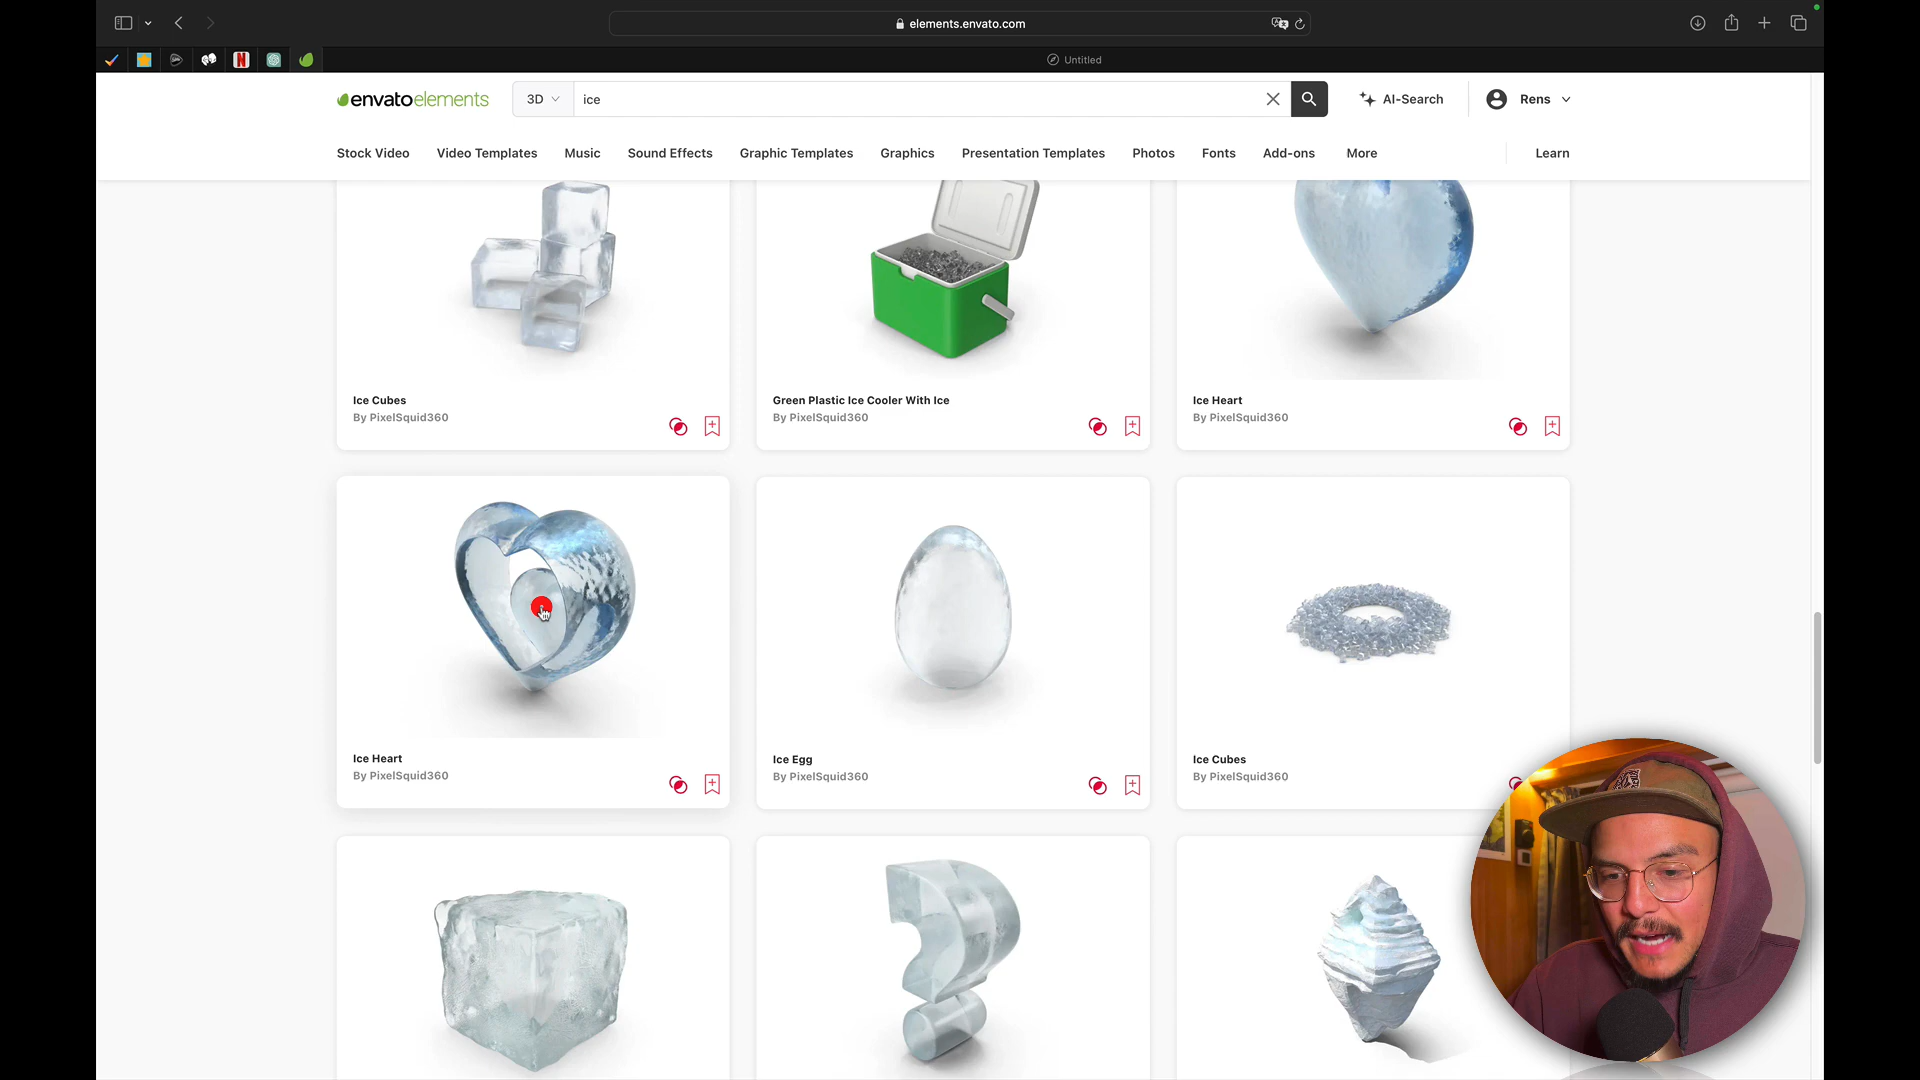 elements.envato.com
Untitled
envatoelements
3D
ice
AI-Search
Rens
Stock Video
Video Templates
Music
Sound Effects
Graphic Templates
Graphics
Presentation Templates
Photos
Fonts
Add-ons
More
Learn
Ice Cubes
By PixelSquid360
Green Plastic Ice Cooler With Ice
By PixelSquid360
Ice Heart
By PixelSquid360
Ice Heart
By PixelSquid360
Ice Egg
By PixelSquid360
Ice Cubes
By PixelSquid360